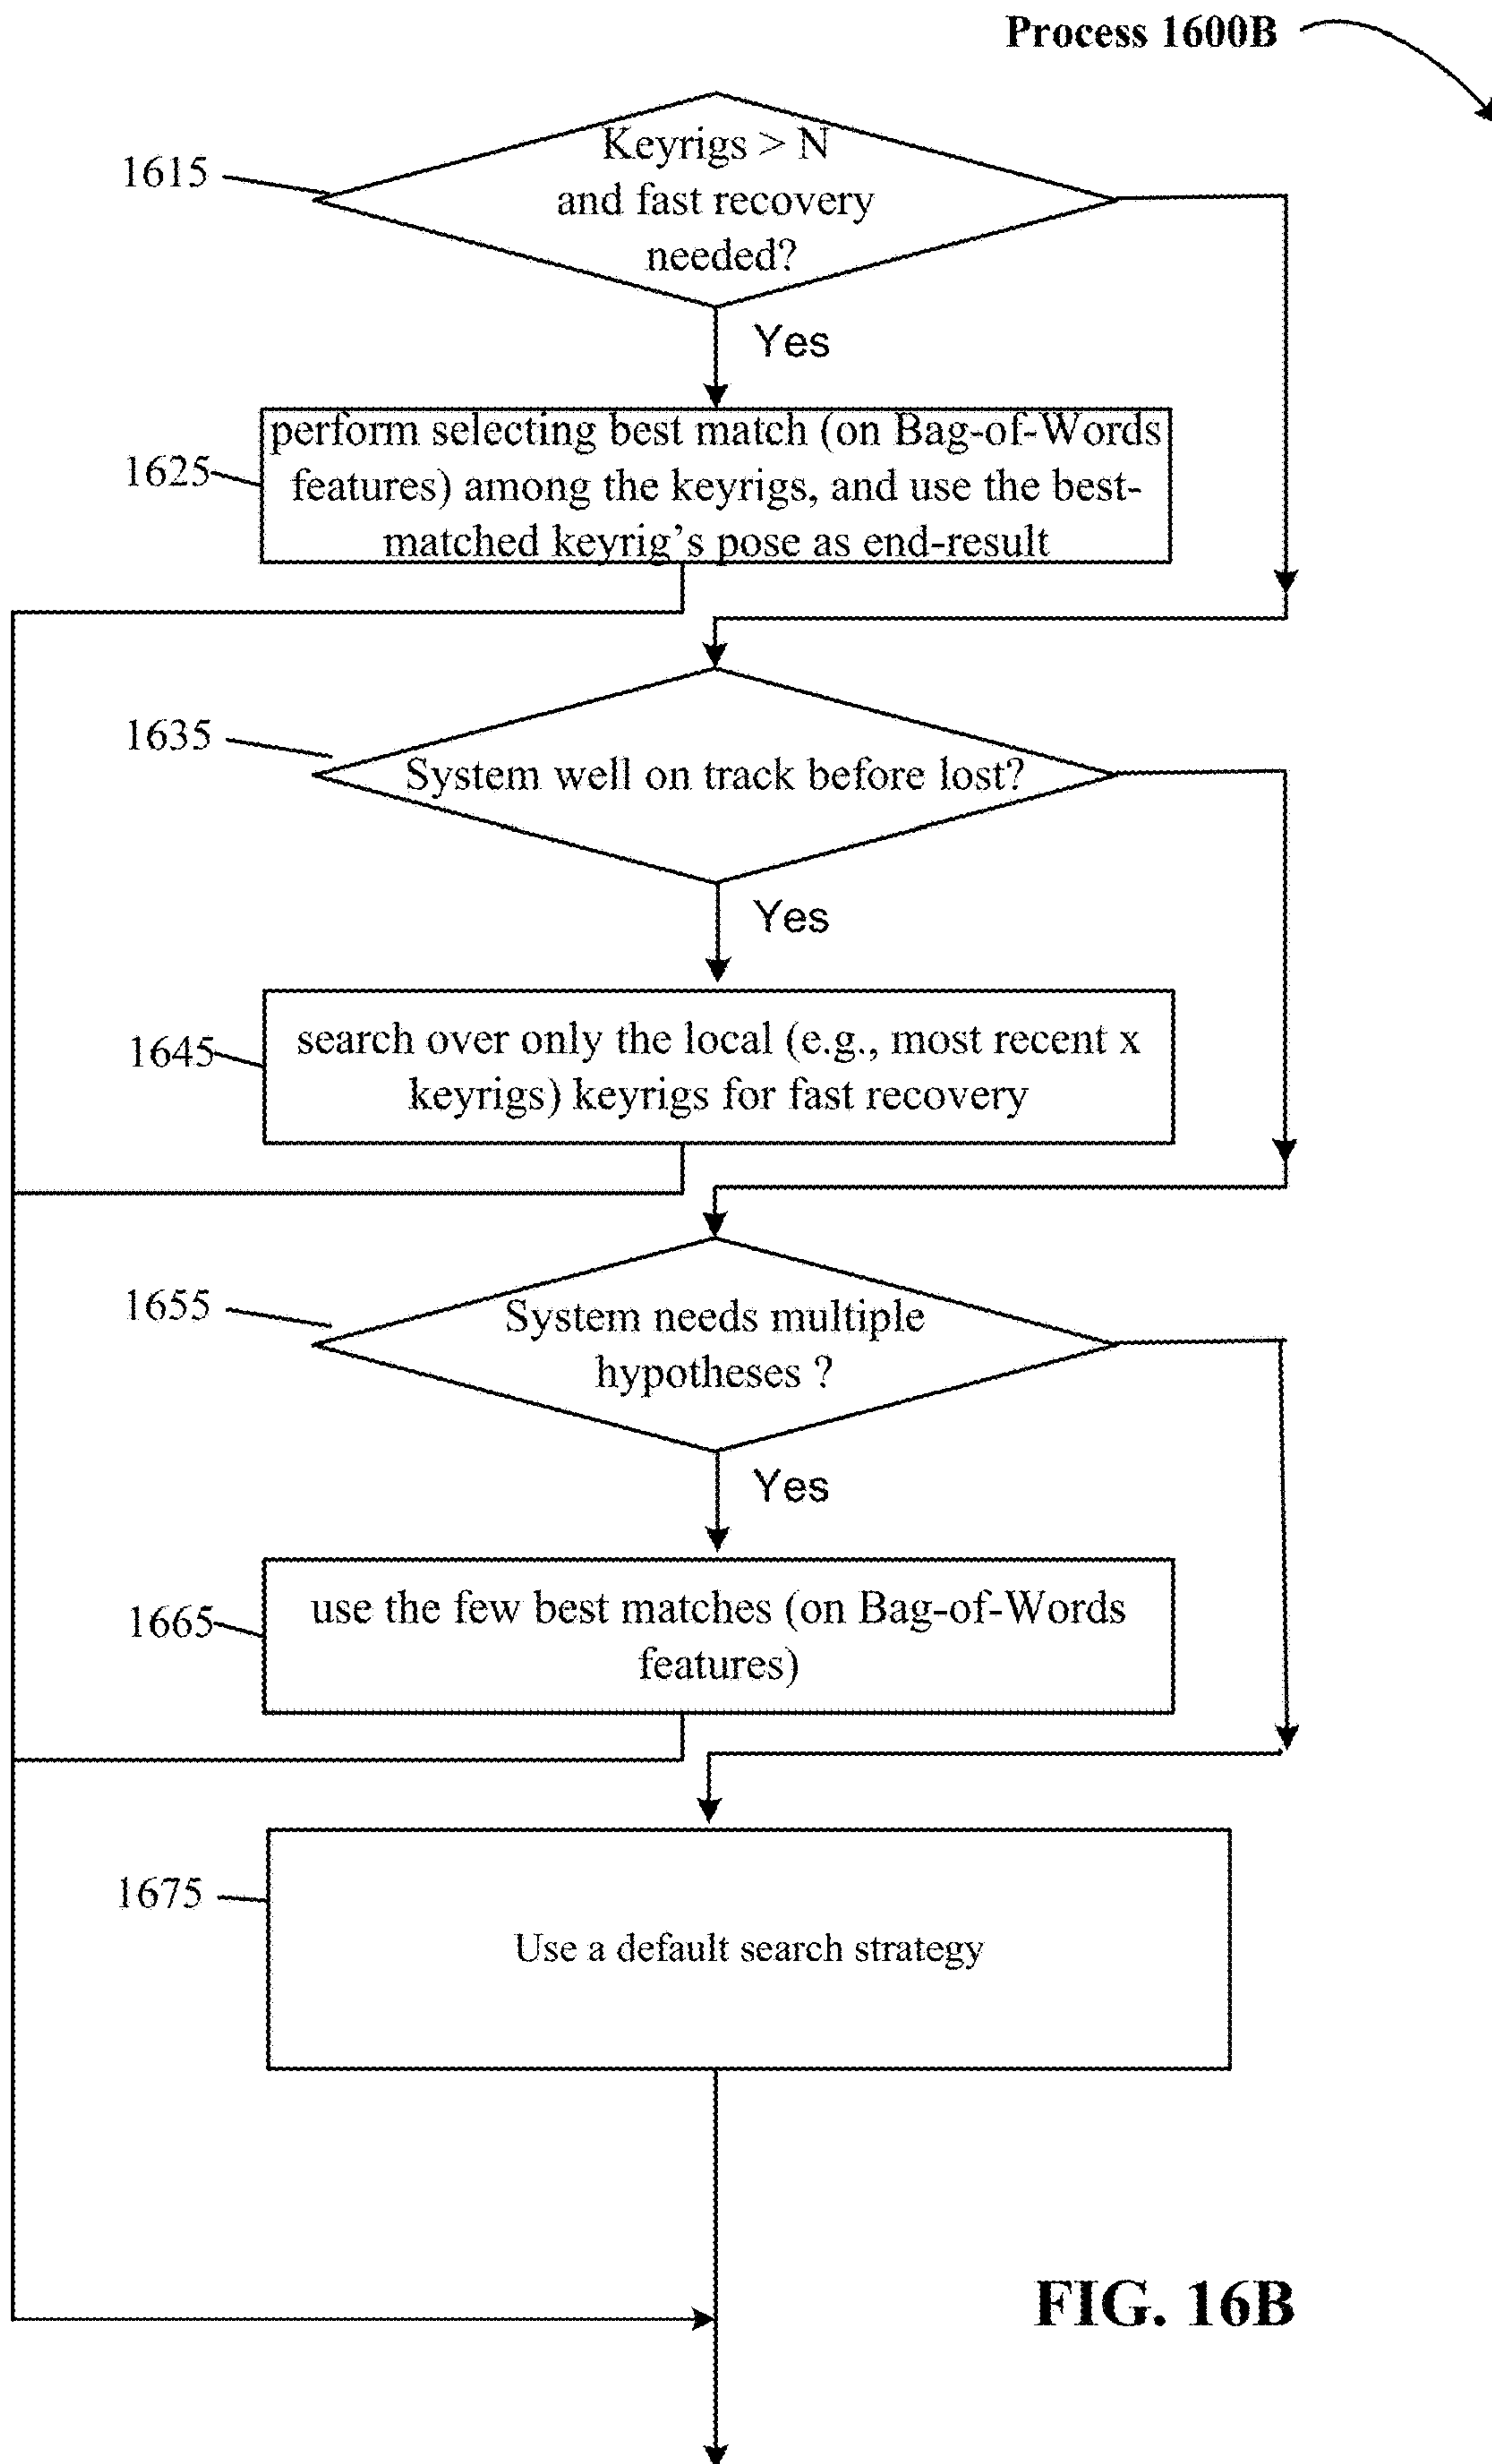 Process 1600B
1615
Keyrigs > N
and fast recovery
needed?
Yes
1625
perform selecting best match (on Bag-of-Words
features) among the keyrigs, and use the best-
matched keyrig's pose as end-result
1635
System well on track before lost?
Yes
1645
search over only the local (e.g., most recent x
keyrigs) keyrigs for fast recovery
1655
System needs multiple
hypotheses ?
Yes
1665
use the few best matches (on Bag-of-Words
features)
1675
Use a default search strategy
FIG. 16B